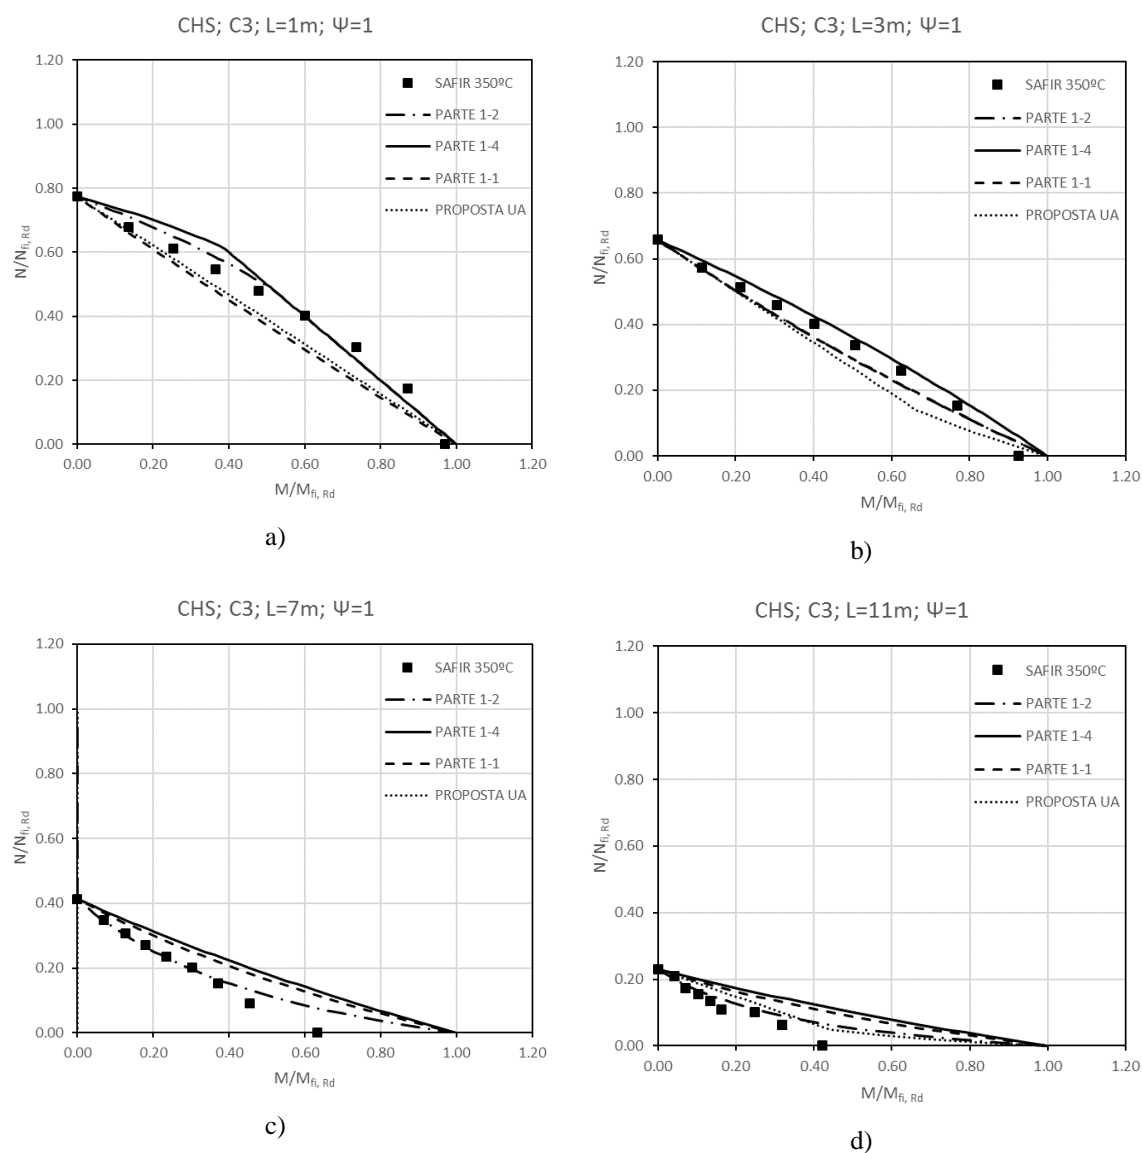 CHS; C3; L=1m; Ψ=1
1.20
1.00
0.80
0.60
0.40
0.20
0.00
N/Nfi,Rd
0.00 0.20 0.40 0.60 0.80 1.00 1.20
M/Mfi, Rd
SAFIR 350ºC
PARTE 1-2
PARTE 1-4
PARTE 1-1
PROPOSTA UA
a)
CHS; C3; L=3m; Ψ=1
1.20
1.00
0.80
0.60
0.40
0.20
0.00
N/Nfi,Rd
0.00 0.20 0.40 0.60 0.80 1.00 1.20
M/Mfi, Rd
SAFIR 350ºC
PARTE 1-2
PARTE 1-4
PARTE 1-1
PROPOSTA UA
b)
CHS; C3; L=7m; Ψ=1
1.20
1.00
0.80
0.60
0.40
0.20
0.00
N/Nfi,Rd
0.00 0.20 0.40 0.60 0.80 1.00 1.20
M/Mfi, Rd
SAFIR 350ºC
PARTE 1-2
PARTE 1-4
PARTE 1-1
PROPOSTA UA
c)
CHS; C3; L=11m; Ψ=1
1.20
1.00
0.80
0.60
0.40
0.20
0.00
N/Nfi,Rd
0.00 0.20 0.40 0.60 0.80 1.00 1.20
M/Mfi, Rd
SAFIR 350ºC
PARTE 1-2
PARTE 1-4
PARTE 1-1
PROPOSTA UA
d)